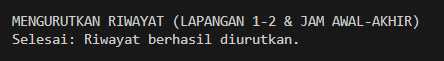 MENGURUTKAN RIWAYAT (LAPANGAN 1-2 & JAM AWAL-AKHIR)
Selesai: Riwayat berhasil diurutkan.